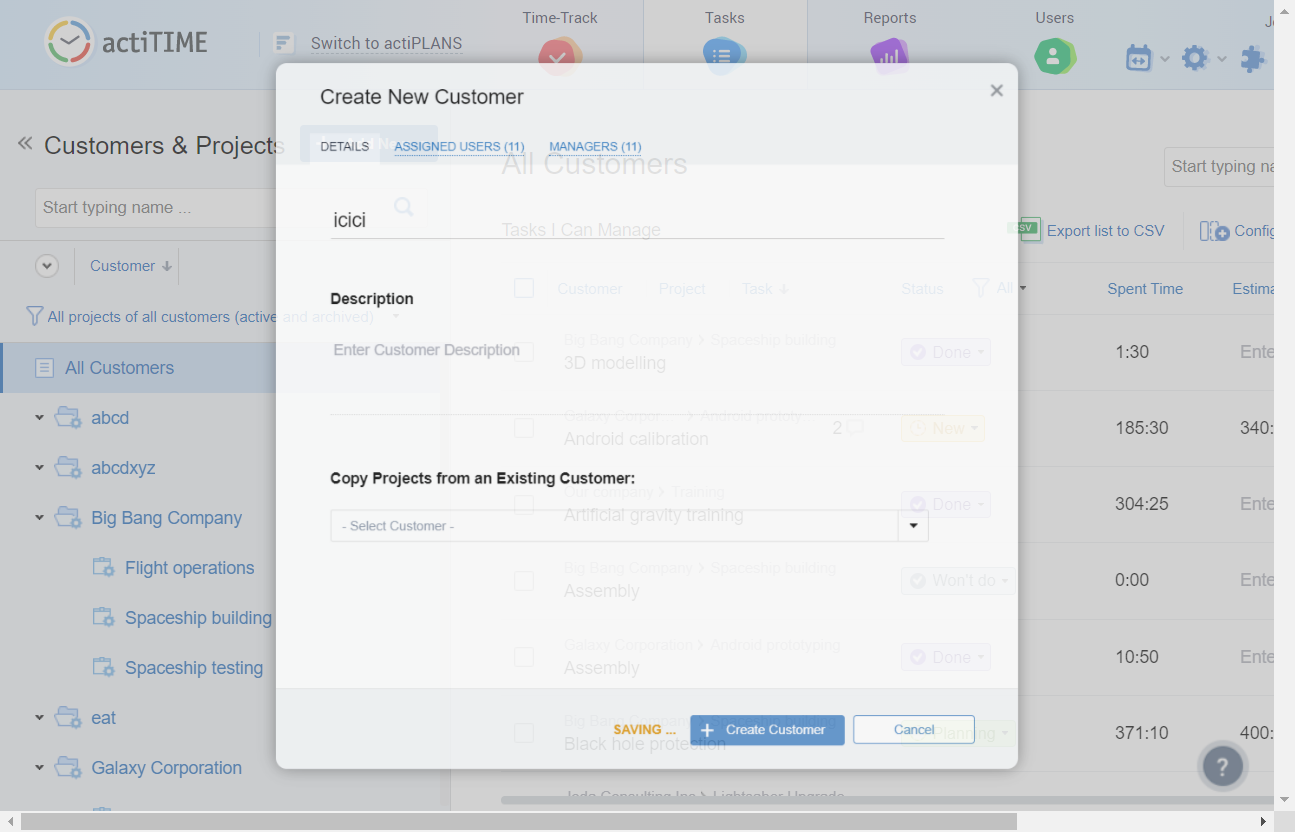 actiTIME
Switch to actiPLANS
Time-Track
Tasks
Reports
Users
Create New Customer
DETAILS
ASSIGNED USERS (11)
MANAGERS (11)
icici
Description
Enter Customer Description
Copy Projects from an Existing Customer:
- Select Customer -
SAVING ...
+ Create Customer
Cancel
Customers & Projects
Start typing name ...
Customer
All projects of all customers (active and archived)
All Customers
abcd
abcdxyz
Big Bang Company
Flight operations
Spaceship building
Spaceship testing
eat
Galaxy Corporation
All Customers
Start typing na
Tasks I Can Manage
CSV
Export list to CSV
Config
Customer Project Task Status All Spent Time Estima
Big Bang Company > Spaceship building
3D modelling Done 1:30 Ente
Galaxy Corpor > Android prototy
Android calibration 2 New 185:30 340:
Our company > Training
Artificial gravity training Done 304:25 Ente
Big Bang Company > Spaceship building
Assembly Won't do 0:00 Ente
Galaxy Corporation > Android prototyping
Assembly Done 10:50 Ente
Big Bang Company > Spaceship building
Black hole protection Planning 371:10 400:
?